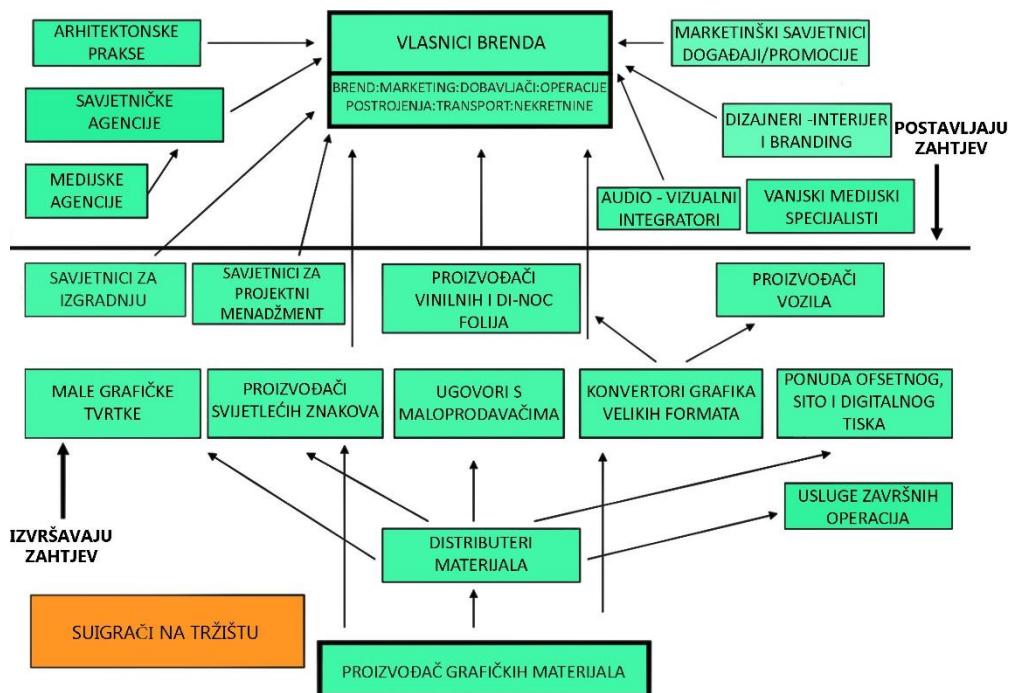 ARHITEKTONSKE
PRAKSE
VLASNICI BRENDA
MARKETINŠKI SAVJETNICI
DOGAĐAJI/PROMOCIJE
BREND:MARKETING:DOBAVLJAČI:OPERACIJE
POSTROJENJA:TRANSPORT:NEKRETNINE
SAVJETNIČKE
AGENCIJE
DIZAJNERI -INTERIJER
I BRANDING
POSTAVLJAJU
ZAHTJEV
MEDIJSKE
AGENCIJE
AUDIO - VIZUALNI
INTEGRATORI
VANJSKI MEDIJSKI
SPECIJALISTI
SAVJETNICI ZA
IZGRADNJU
SAVJETNICI ZA
PROJEKTNI
MENADŽMENT
PROIZVOĐAČI
VINILNIH I DI-NOC
FOLIJA
PROIZVOĐAČI
VOZILA
MALE GRAFIČKE
TVRTKE
PROIZVOĐAČI
SVIJETLEĆIH ZNAKOVA
UGOVORI S
MALOPRODAVAČIMA
KONVERTORI GRAFIKA
VELIKIH FORMATA
PONUDA OFSETNOG,
SITO I DIGITALNOG
TISKA
USLUGE ZAVRŠNIH
OPERACIJA
IZVRŠAVAJU
ZAHTJEV
DISTRIBUTERI
MATERIJALA
SUIGRAČI NA TRŽIŠTU
PROIZVOĐAČ GRAFIČKIH MATERIJALA